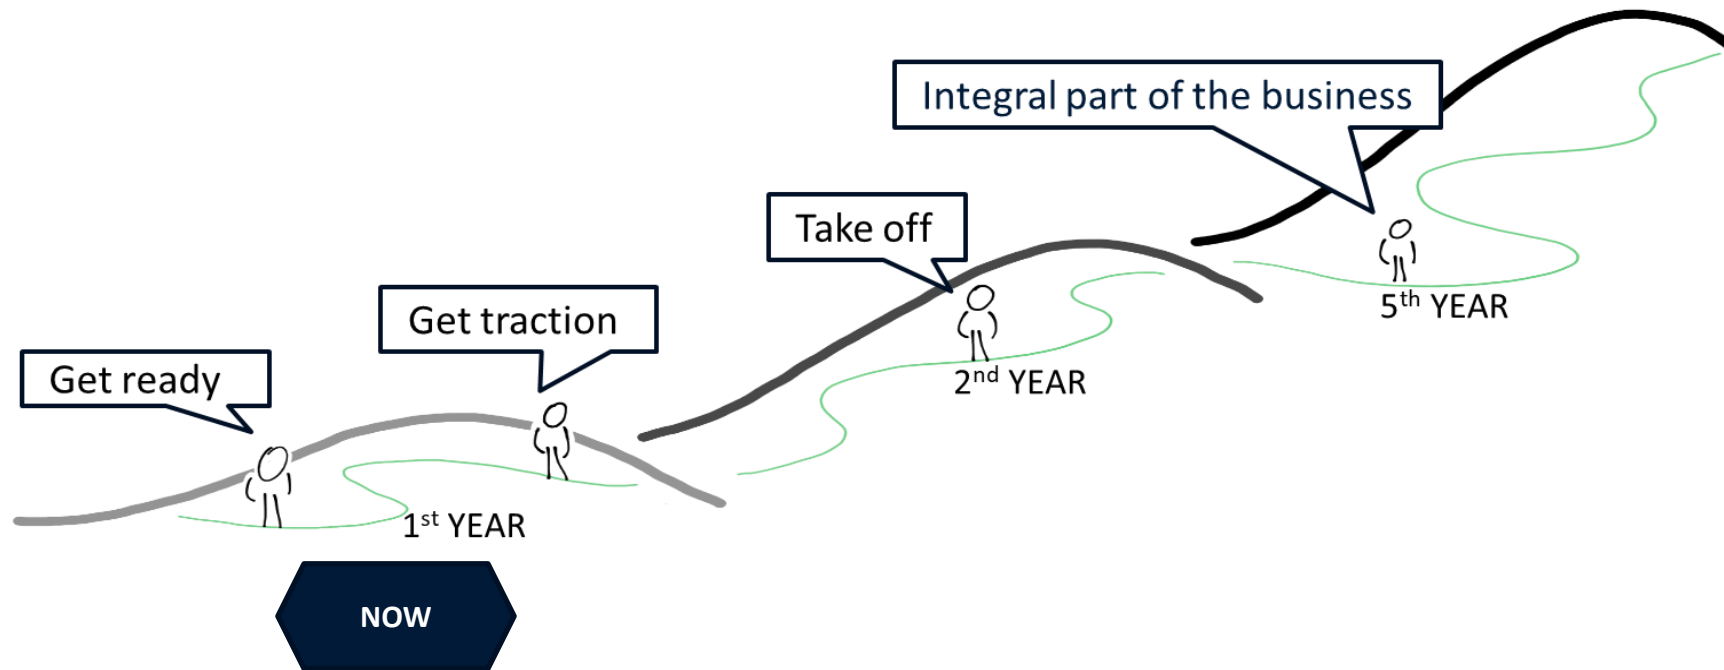 Integral part of the business
Take off
Get traction
Get ready
5th YEAR
2nd YEAR
1st YEAR
NOW